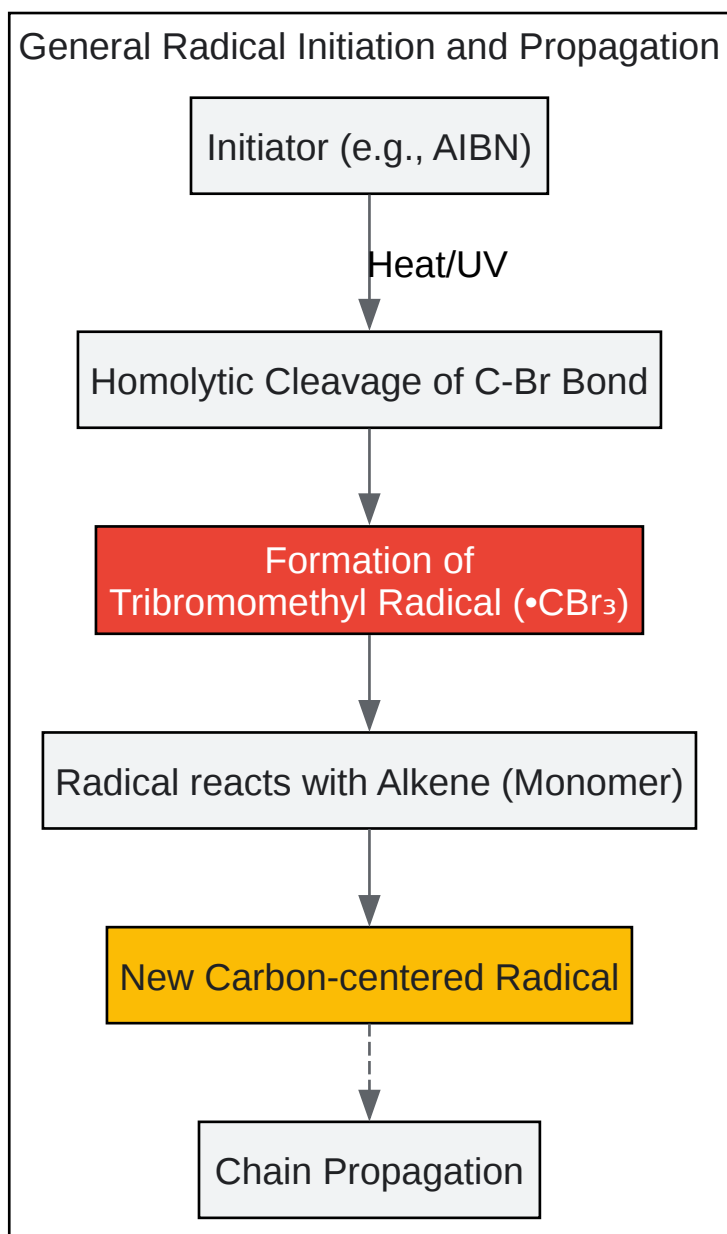 General Radical Initiation and Propagation
Initiator (e.g., AIBN)
Heat/UV
Homolytic Cleavage of C-Br Bond
Formation of
Tribromomethyl Radical (•CBr₃)
Radical reacts with Alkene (Monomer)
New Carbon-centered Radical
Chain Propagation